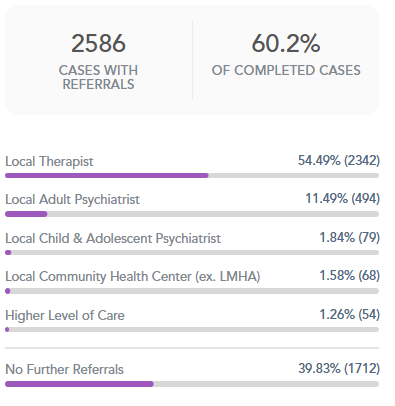 2586
CASES WITH
REFERRALS
60.2%
OF COMPLETED CASES
Local Therapist 54.49% (2342)
Local Adult Psychiatrist 11.49% (494)
Local Child & Adolescent Psychiatrist 1.84% (79)
Local Community Health Center (ex. LMHA) 1.58% (68)
Higher Level of Care 1.26% (54)
No Further Referrals 39.83% (1712)